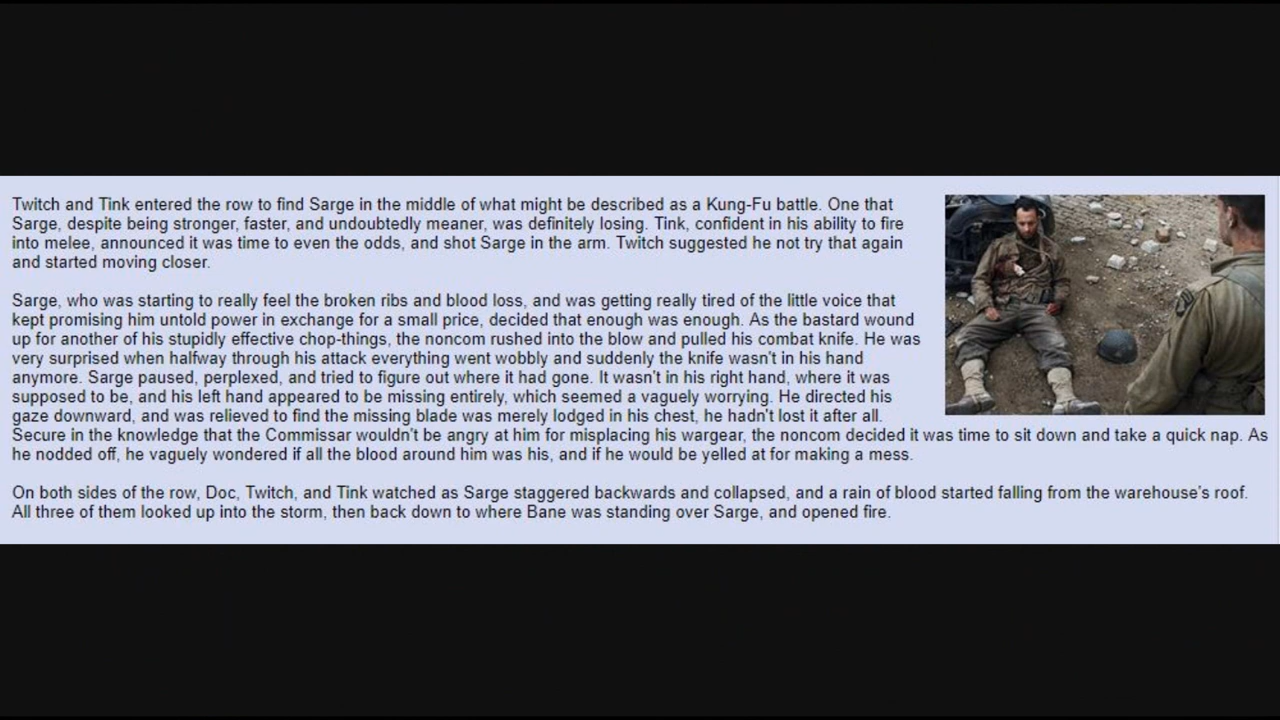 Twitch and Tink entered the row to find Sarge in the middle of what might be described as a Kung-Fu battle. One that
Sarge, despite being stronger, faster, and undoubtedly meaner, was definitely losing. Tink, confident in his ability to fire
into melee, announced it was time to even the odds, and shot Sarge in the arm. Twitch suggested he not try that again
and started moving closer.
Sarge, who was starting to really feel the broken ribs and blood loss, and was getting really tired of the little voice that
kept promising him untold power in exchange for a small price, decided that enough was enough. As the bastard wound
up for another of his stupidly effective chop-things, the noncom rushed into the blow and pulled his combat knife. He was
very surprised when halfway through his attack everything went wobbly and suddenly the knife wasn't in his hand
anymore. Sarge paused, perplexed, and tried to figure out where it had gone. It wasn't in his right hand, where it was
supposed to be, and his left hand appeared to be missing entirely, which seemed a vaguely worrying. He directed his
gaze downward, and was relieved to find the missing blade was merely lodged in his chest, he hadn't lost it after all.
Secure in the knowledge that the Commissar wouldn't be angry at him for misplacing his wargear, the noncom decided it was time to sit down and take a quick nap. As
he nodded off, he vaguely wondered if all the blood around him was his, and if he would be yelled at for making a mess.
On both sides of the row, Doc, Twitch, and Tink watched as Sarge staggered backwards and collapsed, and a rain of blood started falling from the warehouse's roof.
All three of them looked up into the storm, then back down to where Bane was standing over Sarge, and opened fire.